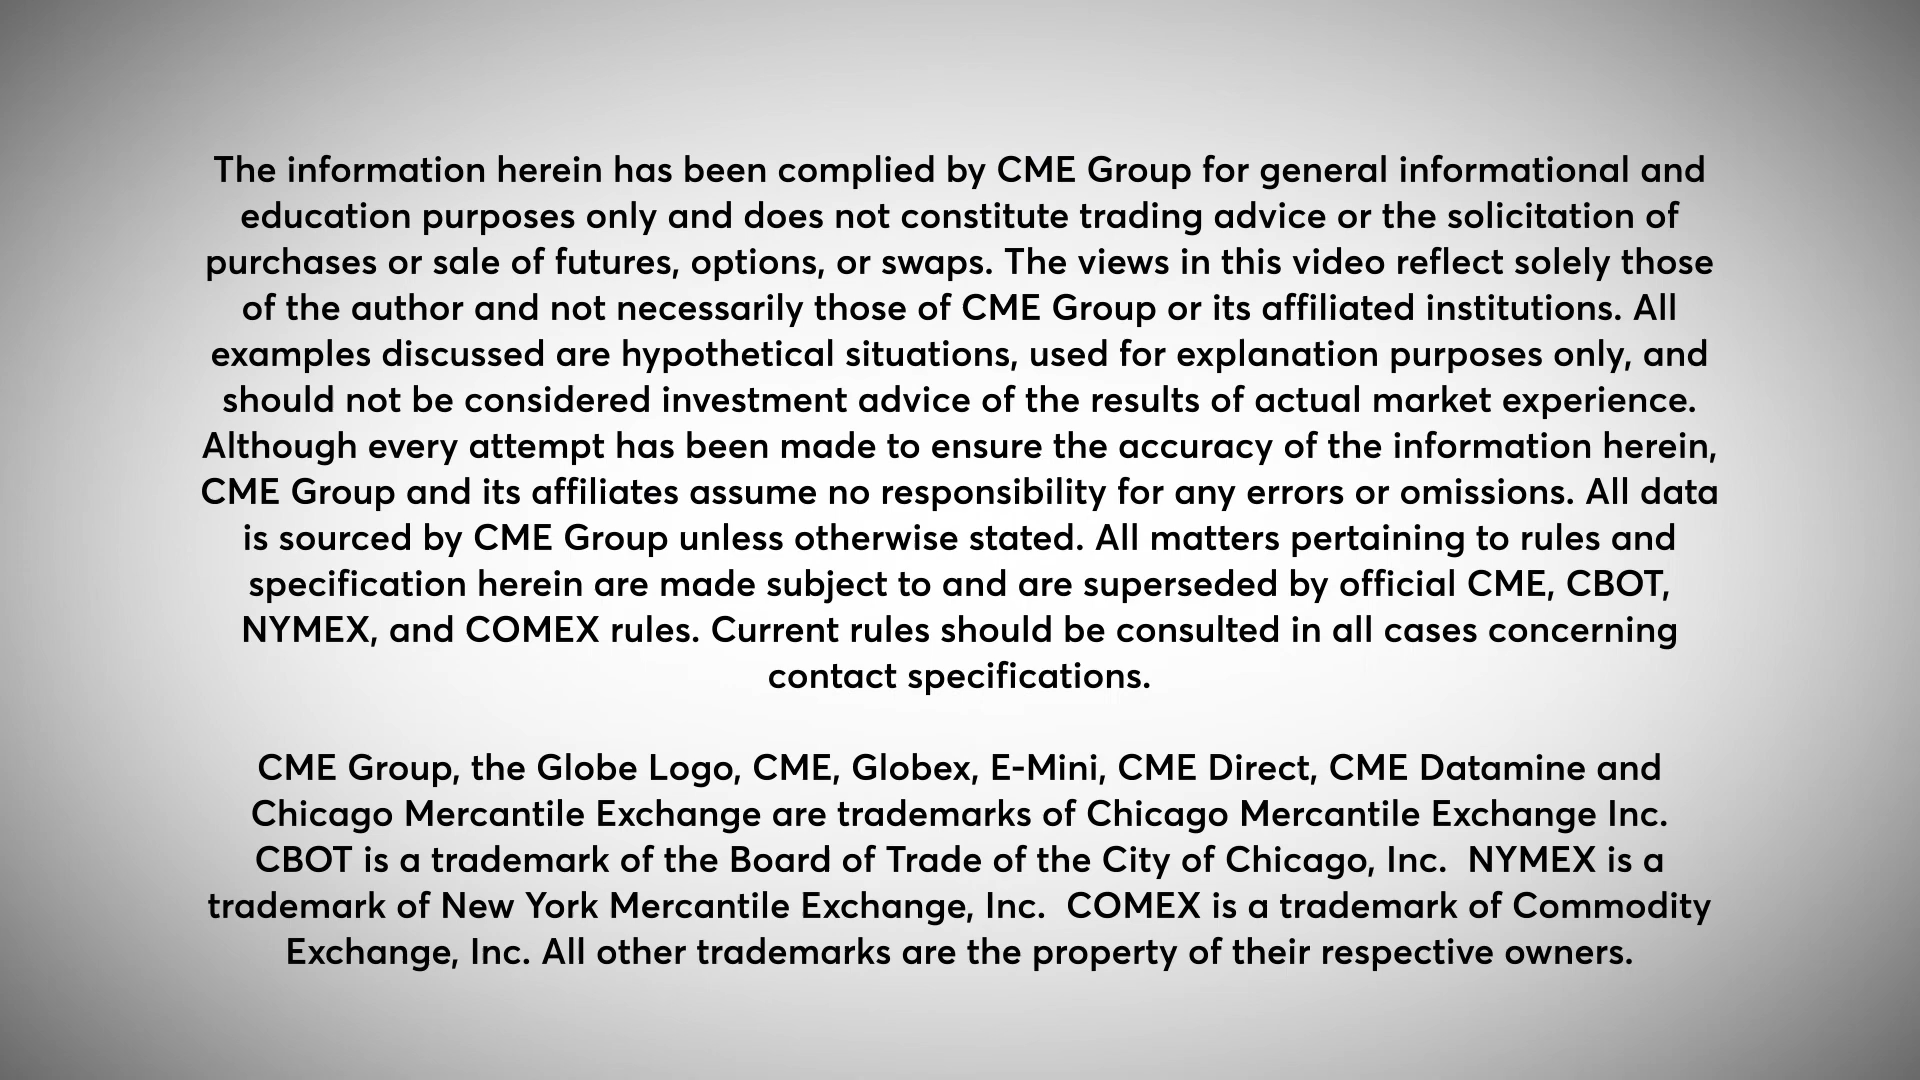 The information herein has been complied by CME Group for general informational and
education purposes only and does not constitute trading advice or the solicitation of
purchases or sale of futures, options, or swaps. The views in this video reflect solely those
of the author and not necessarily those of CME Group or its affiliated institutions. All
examples discussed are hypothetical situations, used for explanation purposes only, and
should not be considered investment advice of the results of actual market experience.
Although every attempt has been made to ensure the accuracy of the information herein,
CME Group and its affiliates assume no responsibility for any errors or omissions. All data
is sourced by CME Group unless otherwise stated. All matters pertaining to rules and
specification herein are made subject to and are superseded by official CME, CBOT,
NYMEX, and COMEX rules. Current rules should be consulted in all cases concerning
contact specifications.
CME Group, the Globe Logo, CME, Globex, E-Mini, CME Direct, CME Datamine and
Chicago Mercantile Exchange are trademarks of Chicago Mercantile Exchange Inc.
CBOT is a trademark of the Board of Trade of the City of Chicago, Inc.  NYMEX is a
trademark of New York Mercantile Exchange, Inc.  COMEX is a trademark of Commodity
Exchange, Inc. All other trademarks are the property of their respective owners.